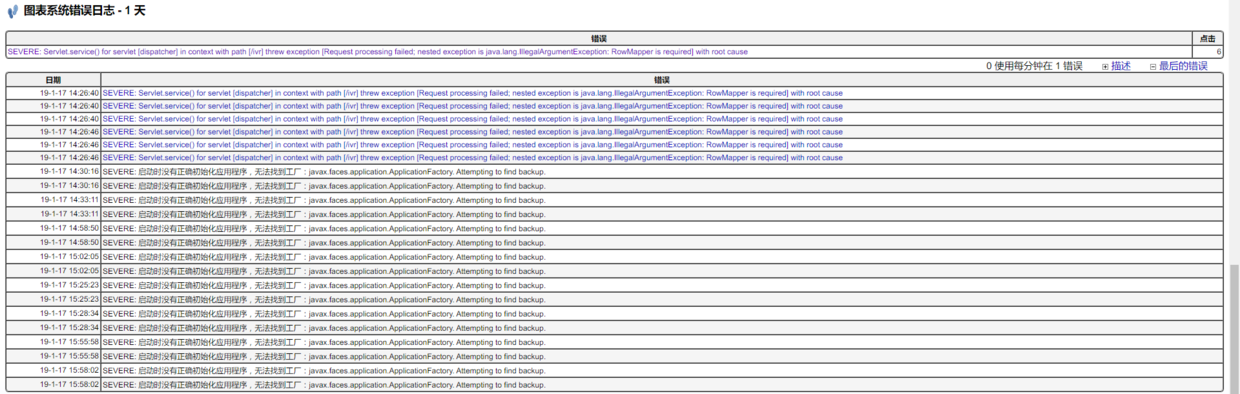 图表系统错误日志 - 1 天
错误 点击
SEVERE: Servlet.service() for servlet [dispatcher] in context with path [/ivr] threw exception [Request processing failed; nested exception is java.lang.IllegalArgumentException: RowMapper is required] with root cause 6
0 使用每分钟在 1 错误 描述 最后的错误
日期 错误
19-1-17 14:26:40 SEVERE: Servlet.service() for servlet [dispatcher] in context with path [/ivr] threw exception [Request processing failed; nested exception is java.lang.IllegalArgumentException: RowMapper is required] with root cause
19-1-17 14:26:40 SEVERE: Servlet.service() for servlet [dispatcher] in context with path [/ivr] threw exception [Request processing failed; nested exception is java.lang.IllegalArgumentException: RowMapper is required] with root cause
19-1-17 14:26:40 SEVERE: Servlet.service() for servlet [dispatcher] in context with path [/ivr] threw exception [Request processing failed; nested exception is java.lang.IllegalArgumentException: RowMapper is required] with root cause
19-1-17 14:26:46 SEVERE: Servlet.service() for servlet [dispatcher] in context with path [/ivr] threw exception [Request processing failed; nested exception is java.lang.IllegalArgumentException: RowMapper is required] with root cause
19-1-17 14:26:46 SEVERE: Servlet.service() for servlet [dispatcher] in context with path [/ivr] threw exception [Request processing failed; nested exception is java.lang.IllegalArgumentException: RowMapper is required] with root cause
19-1-17 14:26:46 SEVERE: Servlet.service() for servlet [dispatcher] in context with path [/ivr] threw exception [Request processing failed; nested exception is java.lang.IllegalArgumentException: RowMapper is required] with root cause
19-1-17 14:30:16 SEVERE: 启动时没有正确初始化应用程序，无法找到工厂：javax.faces.application.ApplicationFactory. Attempting to find backup.
19-1-17 14:30:16 SEVERE: 启动时没有正确初始化应用程序，无法找到工厂：javax.faces.application.ApplicationFactory. Attempting to find backup.
19-1-17 14:33:11 SEVERE: 启动时没有正确初始化应用程序，无法找到工厂：javax.faces.application.ApplicationFactory. Attempting to find backup.
19-1-17 14:33:11 SEVERE: 启动时没有正确初始化应用程序，无法找到工厂：javax.faces.application.ApplicationFactory. Attempting to find backup.
19-1-17 14:58:50 SEVERE: 启动时没有正确初始化应用程序，无法找到工厂：javax.faces.application.ApplicationFactory. Attempting to find backup.
19-1-17 14:58:50 SEVERE: 启动时没有正确初始化应用程序，无法找到工厂：javax.faces.application.ApplicationFactory. Attempting to find backup.
19-1-17 15:02:05 SEVERE: 启动时没有正确初始化应用程序，无法找到工厂：javax.faces.application.ApplicationFactory. Attempting to find backup.
19-1-17 15:02:05 SEVERE: 启动时没有正确初始化应用程序，无法找到工厂：javax.faces.application.ApplicationFactory. Attempting to find backup.
19-1-17 15:25:23 SEVERE: 启动时没有正确初始化应用程序，无法找到工厂：javax.faces.application.ApplicationFactory. Attempting to find backup.
19-1-17 15:25:23 SEVERE: 启动时没有正确初始化应用程序，无法找到工厂：javax.faces.application.ApplicationFactory. Attempting to find backup.
19-1-17 15:28:34 SEVERE: 启动时没有正确初始化应用程序，无法找到工厂：javax.faces.application.ApplicationFactory. Attempting to find backup.
19-1-17 15:28:34 SEVERE: 启动时没有正确初始化应用程序，无法找到工厂：javax.faces.application.ApplicationFactory. Attempting to find backup.
19-1-17 15:55:58 SEVERE: 启动时没有正确初始化应用程序，无法找到工厂：javax.faces.application.ApplicationFactory. Attempting to find backup.
19-1-17 15:55:58 SEVERE: 启动时没有正确初始化应用程序，无法找到工厂：javax.faces.application.ApplicationFactory. Attempting to find backup.
19-1-17 15:58:02 SEVERE: 启动时没有正确初始化应用程序，无法找到工厂：javax.faces.application.ApplicationFactory. Attempting to find backup.
19-1-17 15:58:02 SEVERE: 启动时没有正确初始化应用程序，无法找到工厂：javax.faces.application.ApplicationFactory. Attempting to find backup.